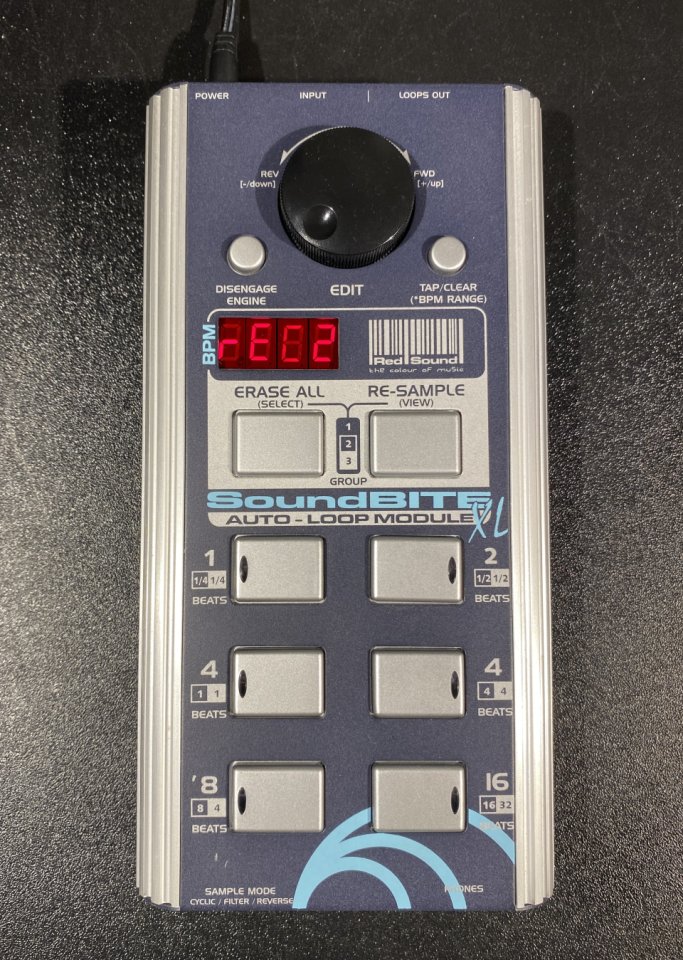 POWER INPUT | LOOPS OUT
REV FWD
[-/down] [+/up]
DISENGAGE
ENGINE
EDIT
TAP/CLEAR
(*BPM RANGE)
BPM
rEC2
Red Sound
the colour of music
ERASE ALL RE-SAMPLE
(SELECT) (VIEW)
1
2
3
GROUP
SoundBITE XL
AUTO-LOOP MODULE
1 2
1/4 1/4 1/2 1/2
BEATS BEATS
4 4
1 1 4 4
BEATS BEATS
'8 16
8 4 16 32
BEATS BEATS
SAMPLE MODE PHONES
CYCLIC / FILTER / REVERSE